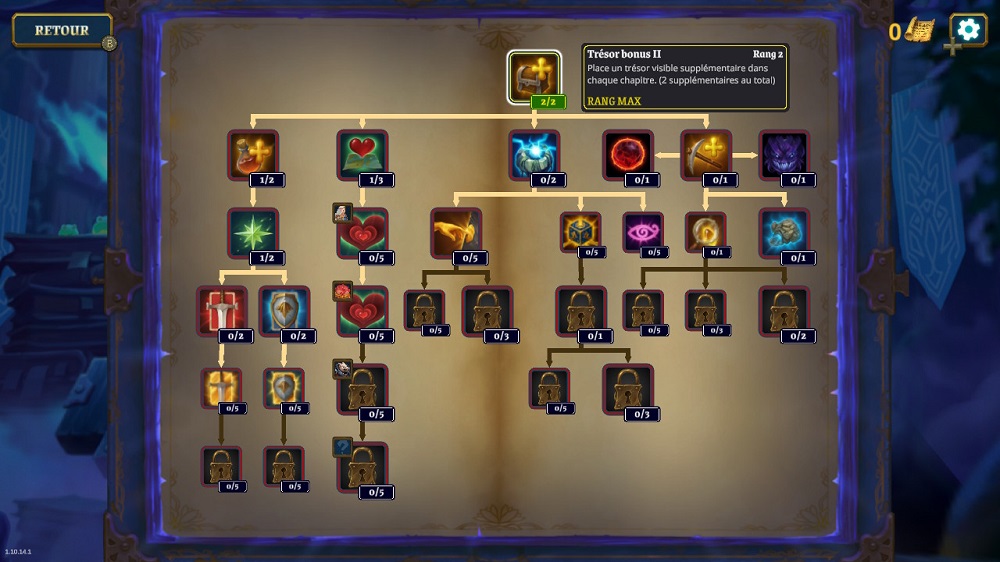 RETOUR
B
0
Trésor bonus II Rang 2
Place un trésor visible supplémentaire dans
chaque chapitre. (2 supplémentaires au total)
RANG MAX
2/2
1/2 1/3 0/2 0/1 0/1 0/1
1/2 0/5 0/5 0/5 0/5 0/1 0/1
0/2 0/2 0/5 0/5 0/3 0/1 0/5 0/3 0/2
0/5 0/5 0/5 0/5 0/3
0/5 0/5 ? 0/5
1.10.14.1